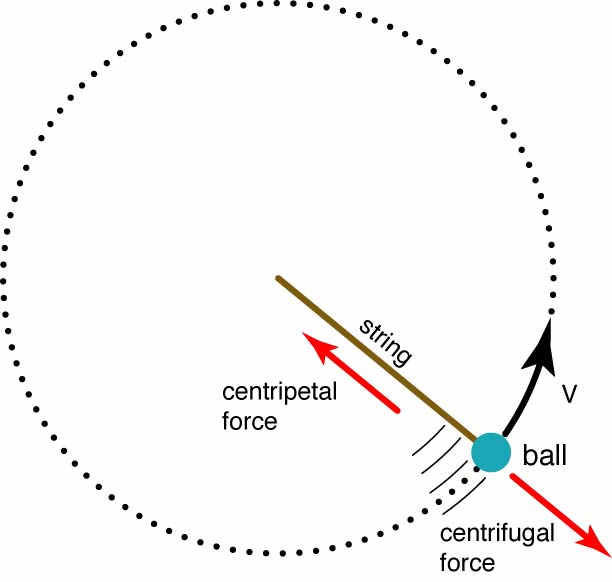 string
centripetal
force
V
ball
centrifugal
force